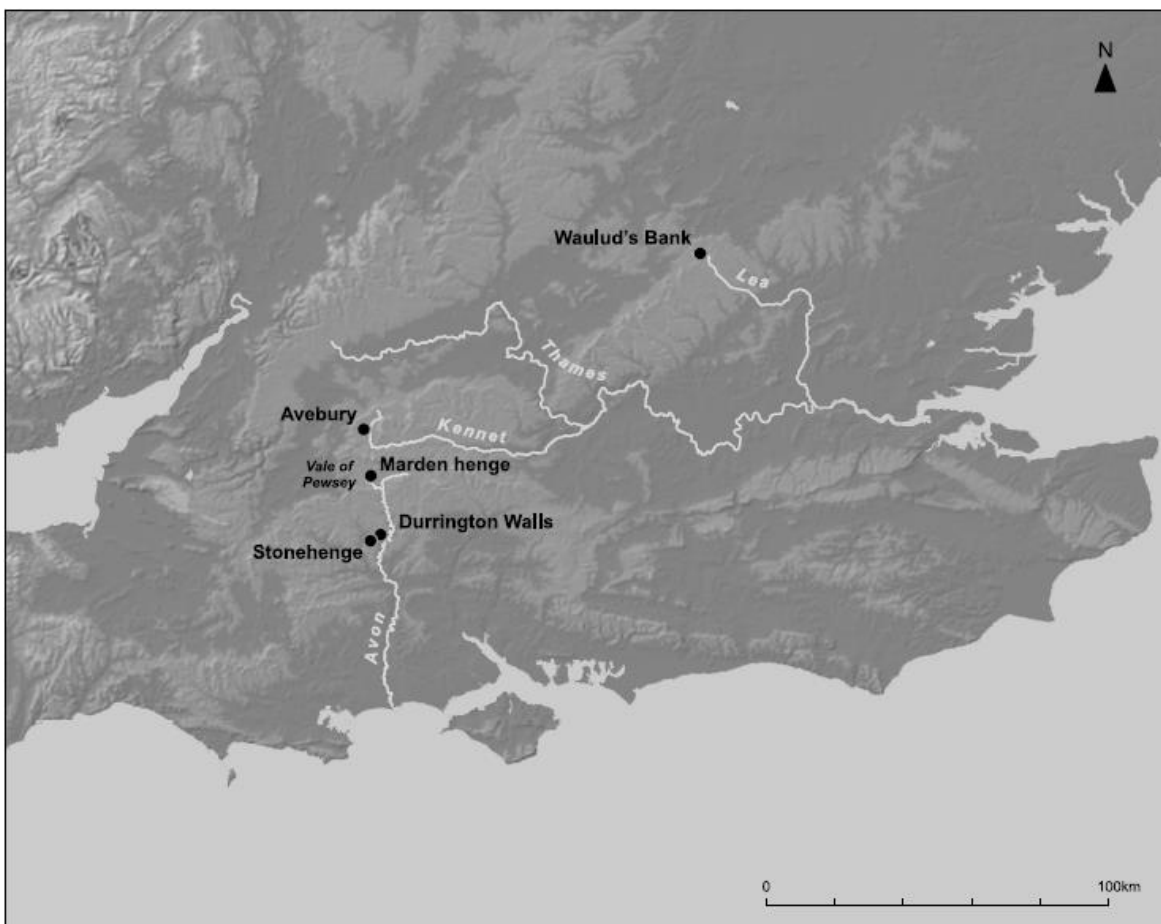 N
Waulud's Bank
Lea
Thames
Avebury
Kennet
Vale of
Pewsey
Marden henge
Durrington Walls
Stonehenge
Avon
0
100km